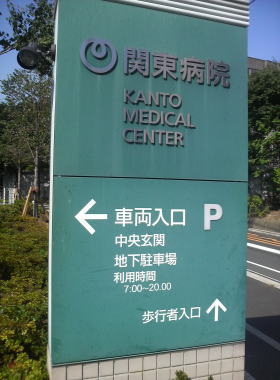 関東病院
KANTO
MEDICAL
CENTER
← 車両入口 P
中央玄関
地下駐車場
利用時間
7:00~20.00
歩行者入口 ↑